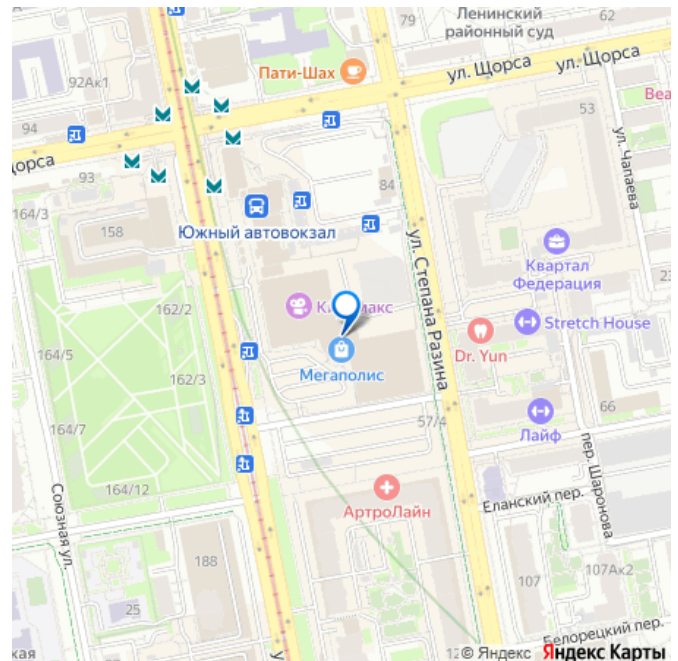 79
Ленинский
районный суд
62
92Ак1
Пати-Шах
ул. Щорса
ул. Щорса
Bea
94
53
Щорса
93
ул. Чапаева
164/3
84
158
Южный автовокзал
ул. Степана Разина
Квартал
Федерация
23
162/2
Stretch House
164/5
Dr. Yun
Мегаполис
162/3
66
57/4
164/7
Лайф
пер. Шаронова
164/12
Еланский пер.
Союзная ул.
АртроЛайн
188
107
107Ак2
25
Белорецкий пер.
кая
у
12
© Яндекс Яндекс Карты